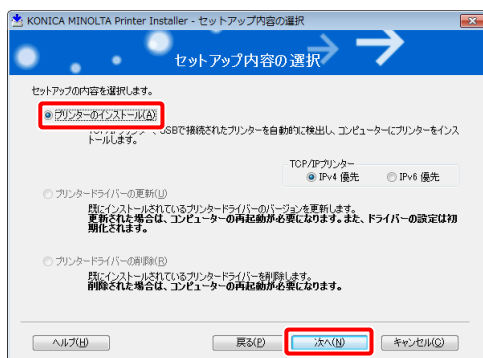 KONICA MINOLTA Printer Installer - セットアップ内容の選択
セットアップ内容の選択
セットアップの内容を選択します。
プリンターのインストール(A)
TCP/IPプリンター、USBで接続されたプリンターを自動的に検出し、コンピューターにプリンターをインス
トールします。
TCP/IPプリンター
IPv4 優先
IPv6 優先
プリンタードライバーの更新(U)
既にインストールされているプリンタードライバーのバージョンを更新します。
更新された場合は、コンピューターの再起動が必要になります。また、ドライバーの設定は初
期化されます。
プリンタードライバーの削除(R)
既にインストールされているプリンタードライバーを削除します。
削除された場合は、コンピューターの再起動が必要になります。
ヘルプ(H)
戻る(P)
次へ(N)
キャンセル(C)